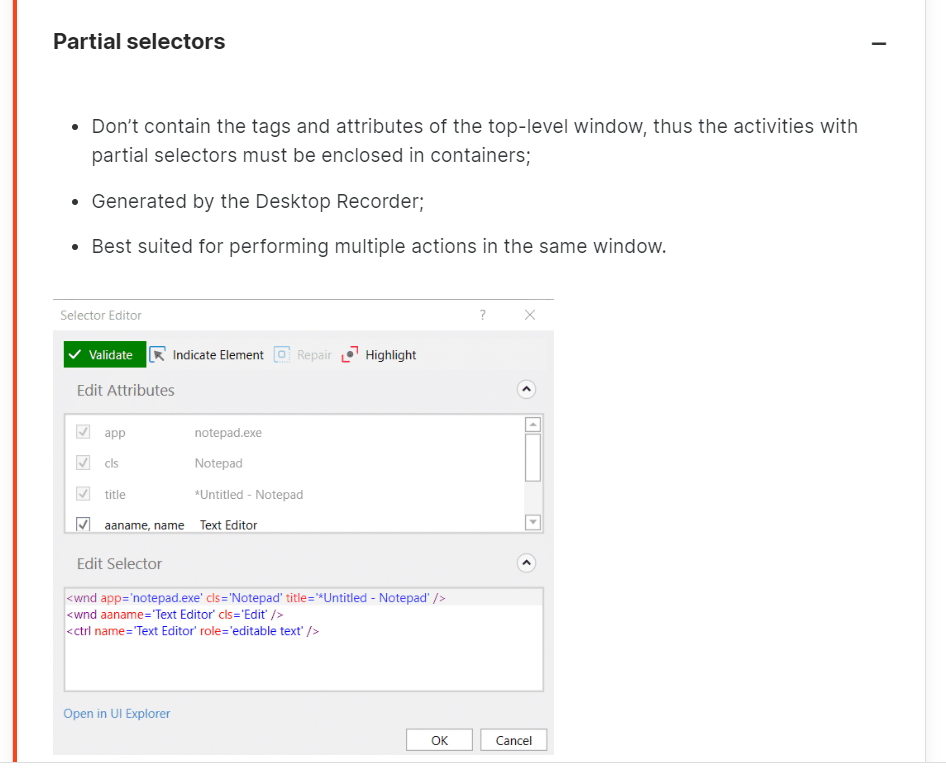 Partial selectors
Don’t contain the tags and attributes of the top-level window, thus the activities with
partial selectors must be enclosed in containers;
Generated by the Desktop Recorder;
Best suited for performing multiple actions in the same window.
Selector Editor ?
Validate Indicate Element Repair Highlight
Edit Attributes
app notepad.exe
cls Notepad
title *Untitled - Notepad
aaname, name Text Editor
Edit Selector
<wnd app='notepad.exe' cls='Notepad' title='*Untitled - Notepad' />
<wnd aaname='Text Editor' cls='Edit' />
<ctrl name='Text Editor' role='editable text' />
Open in UI Explorer
OK Cancel